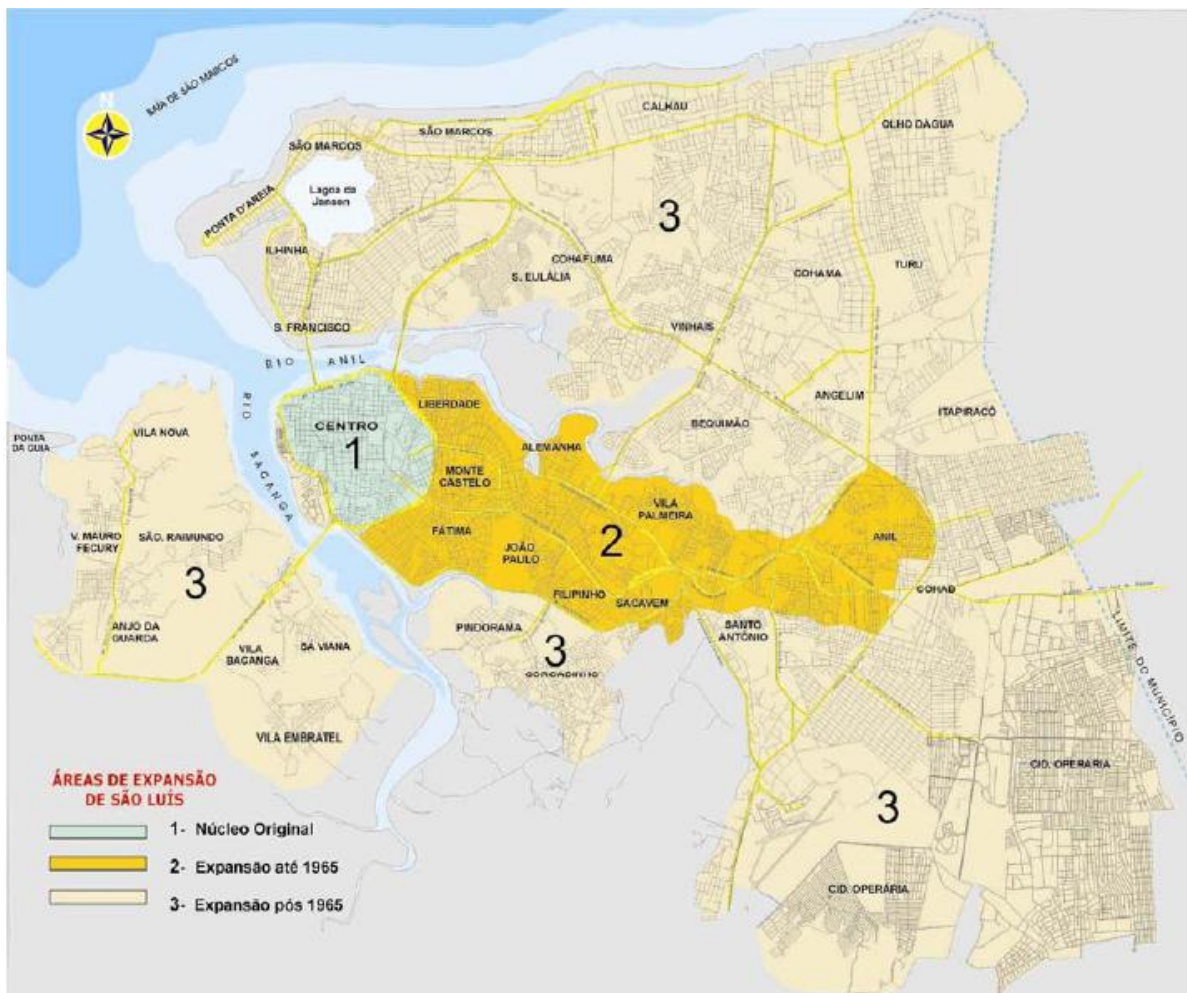 N
BAÍA DE SÃO MARCOS
CALHAU
SÃO MARCOS
OLHO DÁGUA
SÃO MARCOS
Lagoa da
Jansen
PONTA D'AREIA
3
ILHINHA
COHAFUMA
S. EULÁLIA
COHAMA
TURU
S. FRANCISCO
VINHAIS
RIO ANIL
RIO BACANGA
ANGELIM
ITAPIRACÓ
LIBERDADE
BEQUIMÃO
CENTRO
1
VILA NOVA
PONTA
DA GUIA
ALEMANHA
MONTE
CASTELO
VILA
PALMEIRA
2
FÁTIMA
ANIL
V. MAURO
FECURY
SÃO. RAIMUNDO
JOÃO
PAULO
3
FILIPINHO
SACAVEM
COHAB
ANJO DA
GUARDA
PINDORAMA
SANTO
ANTÔNIO
VILA
BACANGA
SÁ VIANA
3
LIMITE DO MUNICÍPIO
VILA EMBRATEL
CID. OPERARIA
3
CID. OPERÁRIA
ÁREAS DE EXPANSÃO
DE SÃO LUÍS
1- Núcleo Original
2- Expansão até 1965
3- Expansão pós 1965